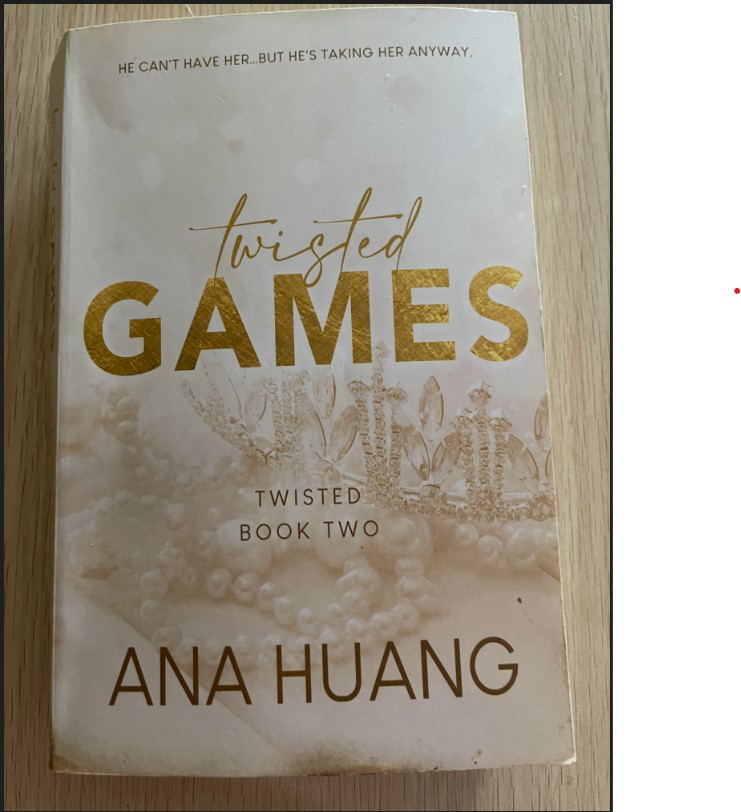 HE CAN'T HAVE HER...BUT HE'S TAKING HER ANYWAY.
twisted
GAMES
TWISTED
BOOK TWO
ANA HUANG